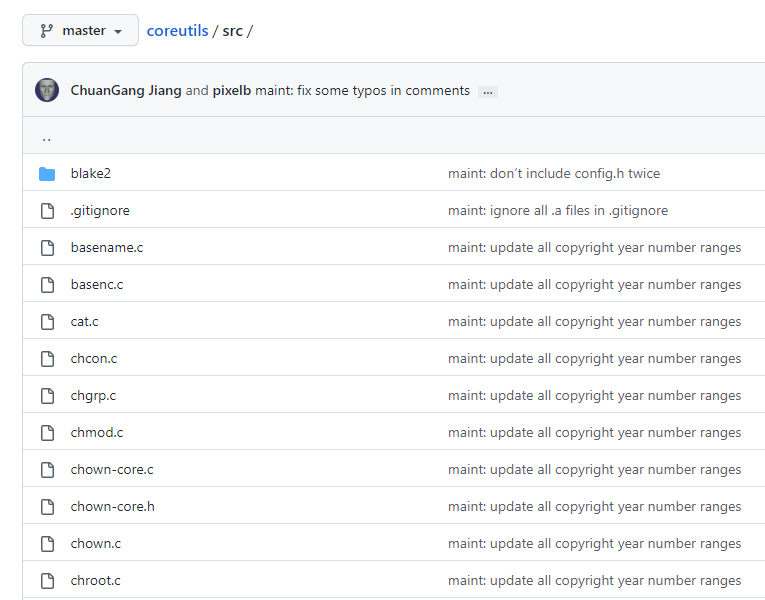 master coreutils / src /
ChuanGang Jiang and pixelb maint: fix some typos in comments ...
..
blake2 maint: don't include config.h twice
.gitignore maint: ignore all .a files in .gitignore
basename.c maint: update all copyright year number ranges
basenc.c maint: update all copyright year number ranges
cat.c maint: update all copyright year number ranges
chcon.c maint: update all copyright year number ranges
chgrp.c maint: update all copyright year number ranges
chmod.c maint: update all copyright year number ranges
chown-core.c maint: update all copyright year number ranges
chown-core.h maint: update all copyright year number ranges
chown.c maint: update all copyright year number ranges
chroot.c maint: update all copyright year number ranges